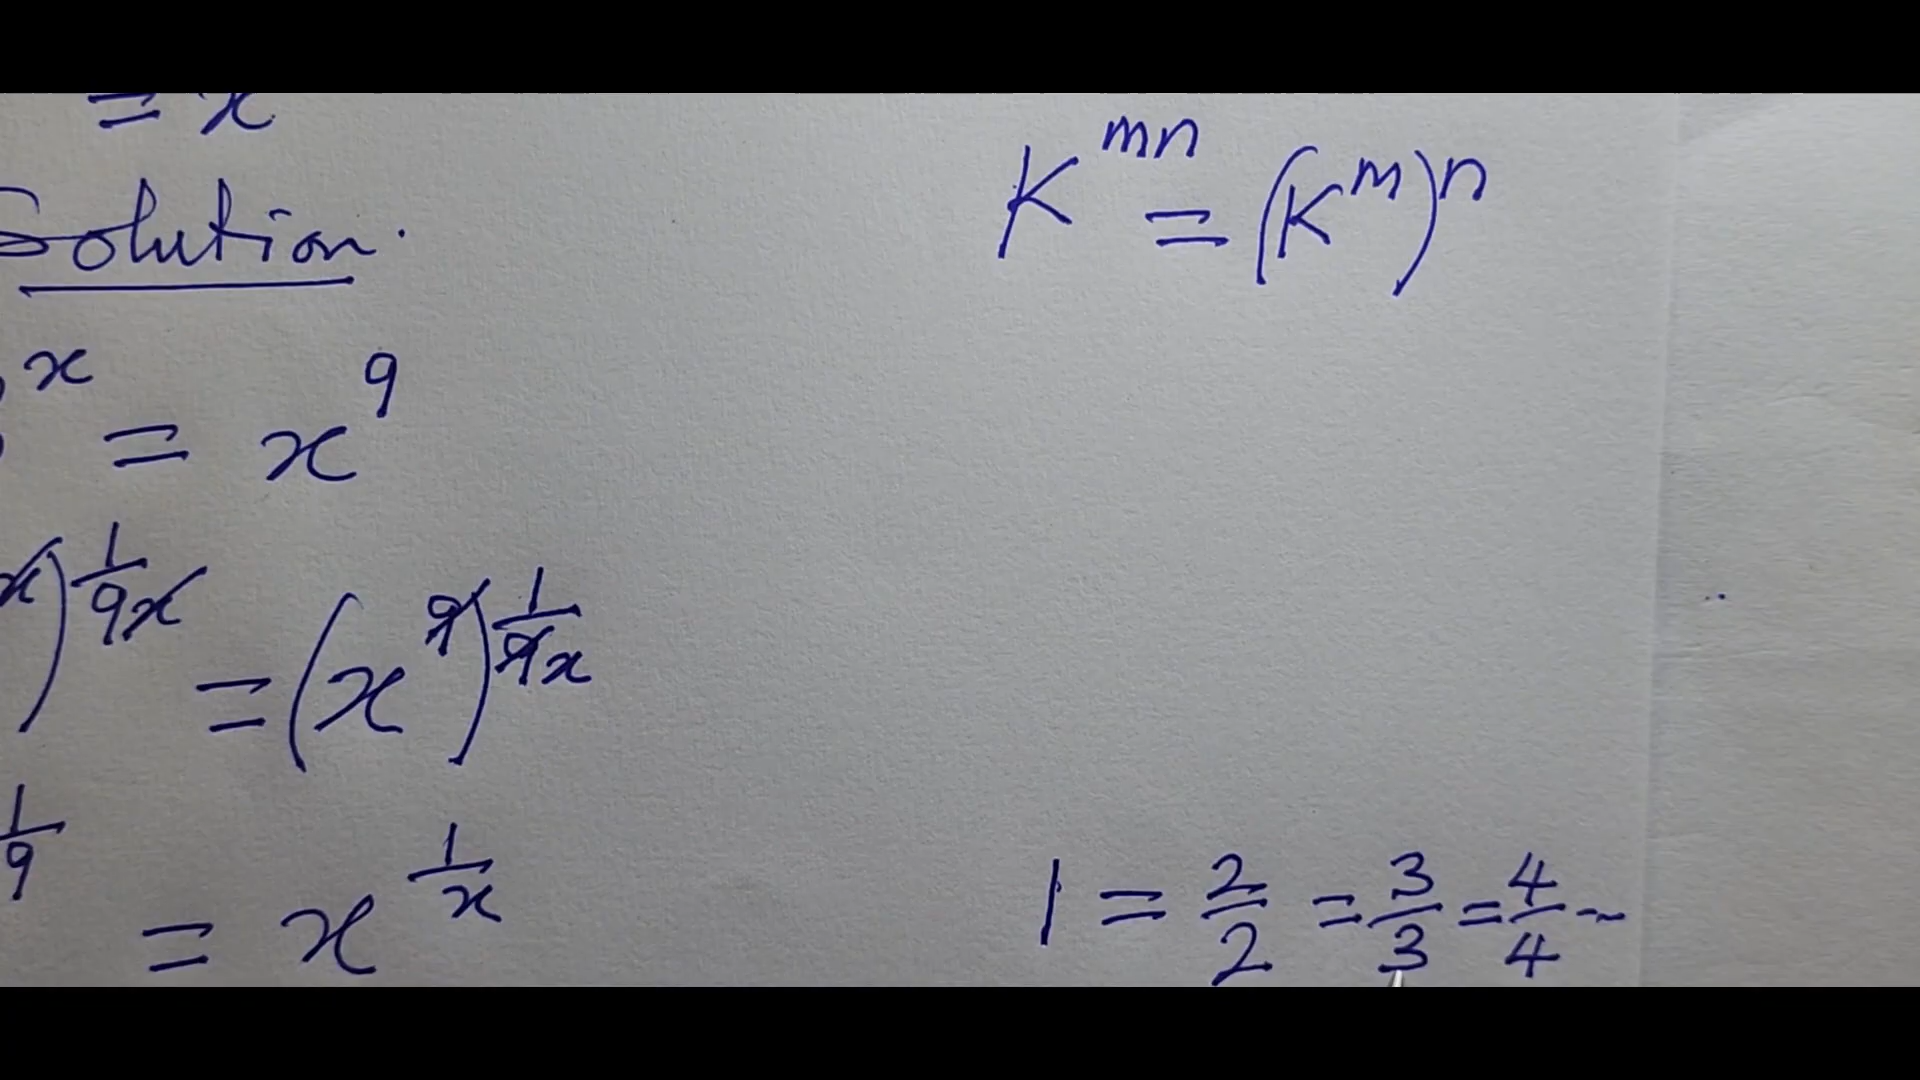 = x
Solution.
x = x^9
x)^(1/9x) = (x^9)^(1/9x)
1/9 = x^(1/x)
K^mn = (K^m)^n
1 = 2/2 = 3/3 = 4/4 --